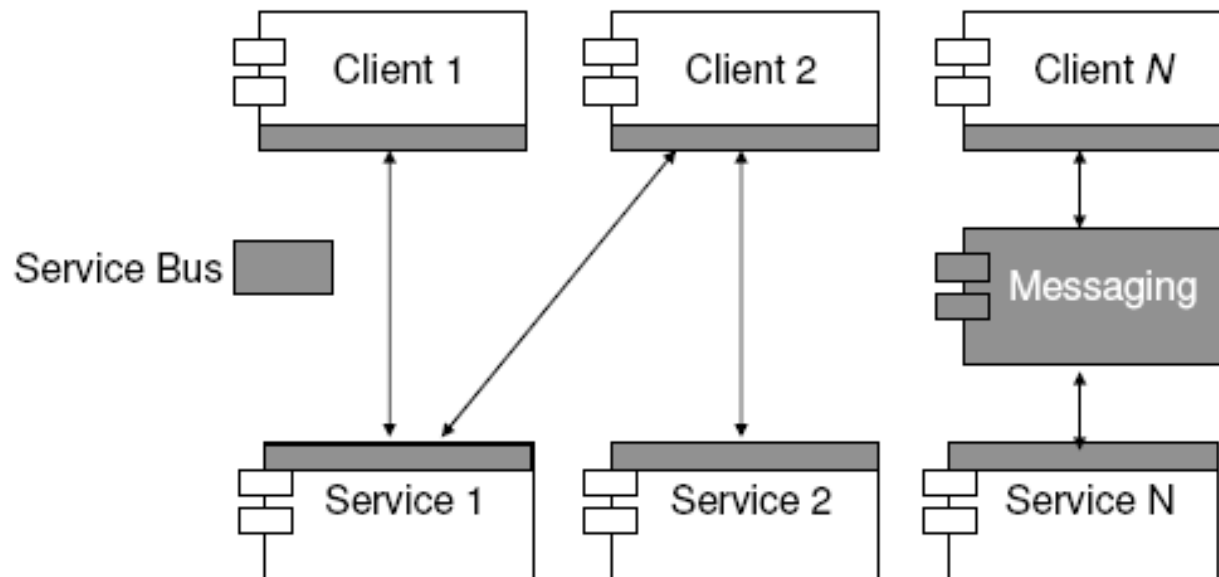 Client 1
Client 2
Client N
Service Bus
Messaging
Service 1
Service 2
Service N